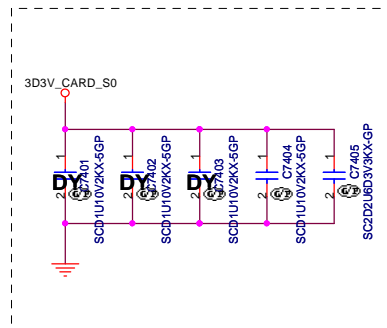 3D3V_CARD_S0
1
2
DY
C7401
G/P
SCD1U10V2KX-5GP
1
2
DY
C7402
G/P
SCD1U10V2KX-5GP
1
2
DY
C7403
G/P
SCD1U10V2KX-5GP
1
2
C7404
G/P
SCD1U10V2KX-5GP
1
2
C7405
G/P
SC2D2U6D3V3KX-GP